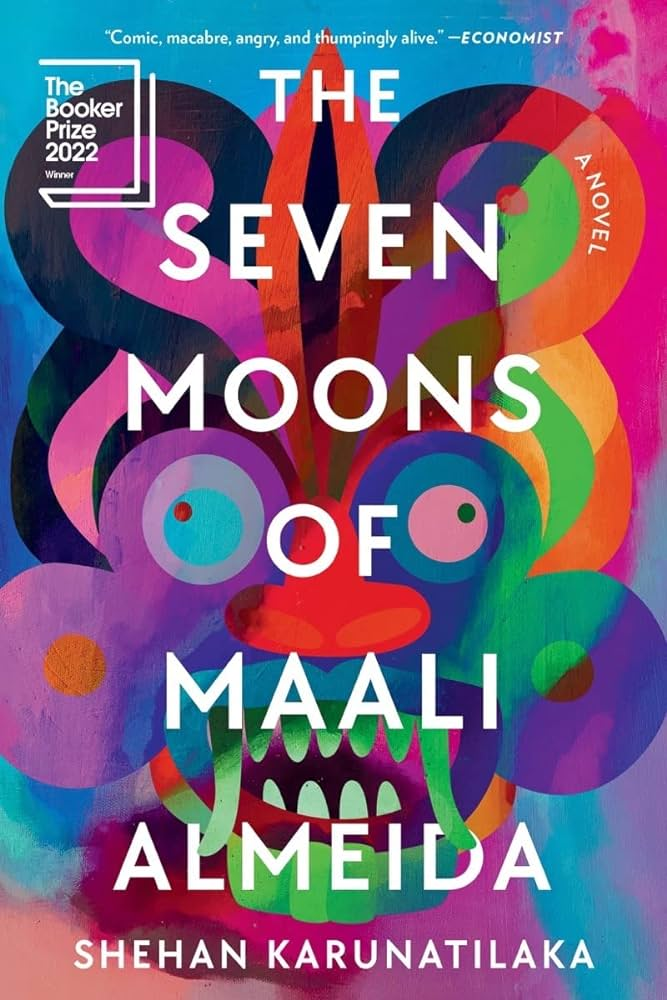 “Comic, macabre, angry, and thumpingly alive.” —ECONOMIST
The
Booker
Prize
2022
Winner
THE
A NOVEL
SEVEN
MOONS
OF
MAALI
ALMEIDA
SHEHAN KARUNATILAKA